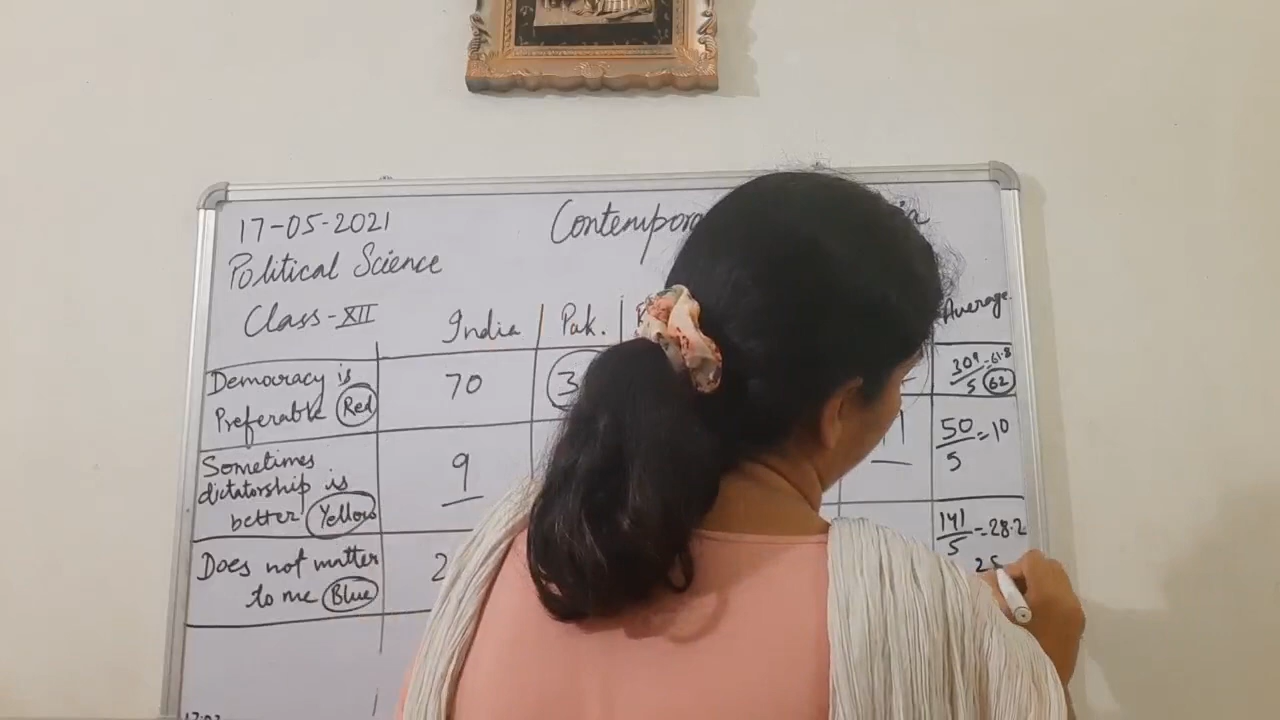 17-05-2021
Political Science
Class-XII
India
Pak.
Average
Democracy is
Preferable Red
70
309/5 = 61.8
62
Sometimes
dictatorship is
better Yellow
9
50/5 = 10
Does not matter
to me Blue
141/5 = 28.2